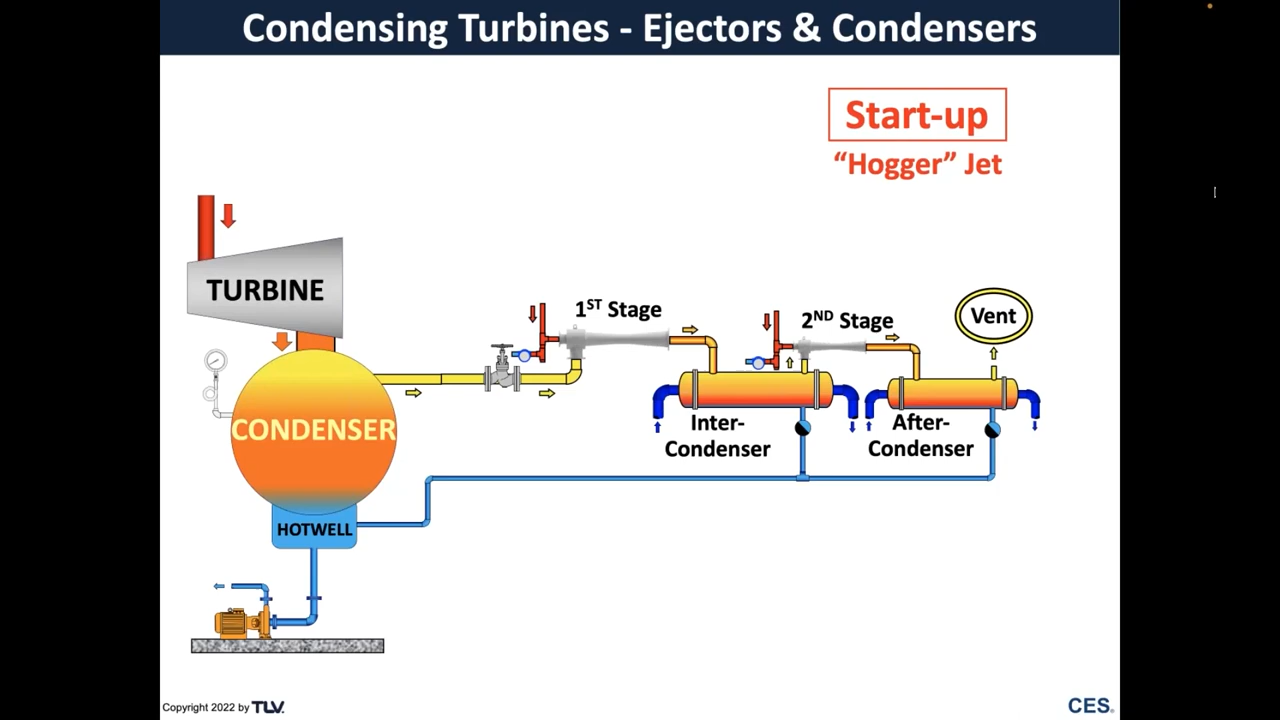 Condensing Turbines - Ejectors & Condensers
Start-up
“Hogger” Jet
TURBINE
1ST Stage
2ND Stage
Vent
CONDENSER
Inter-
Condenser
After-
Condenser
HOTWELL
Copyright 2022 by TLV.
CES.